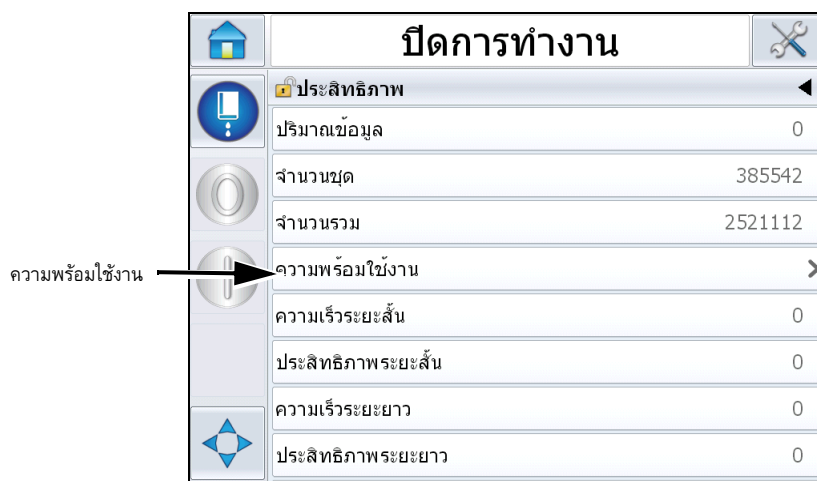 ปิดการทำงาน
ประสิทธิภาพ
ปริมาณข้อมูล 0
จำนวนชุด 385542
จำนวนรวม 2521112
ความพร้อมใช้งาน
ความพร้อมใช้งาน
ความเร็วระยะสั้น 0
ประสิทธิภาพระยะสั้น 0
ความเร็วระยะยาว 0
ประสิทธิภาพระยะยาว 0